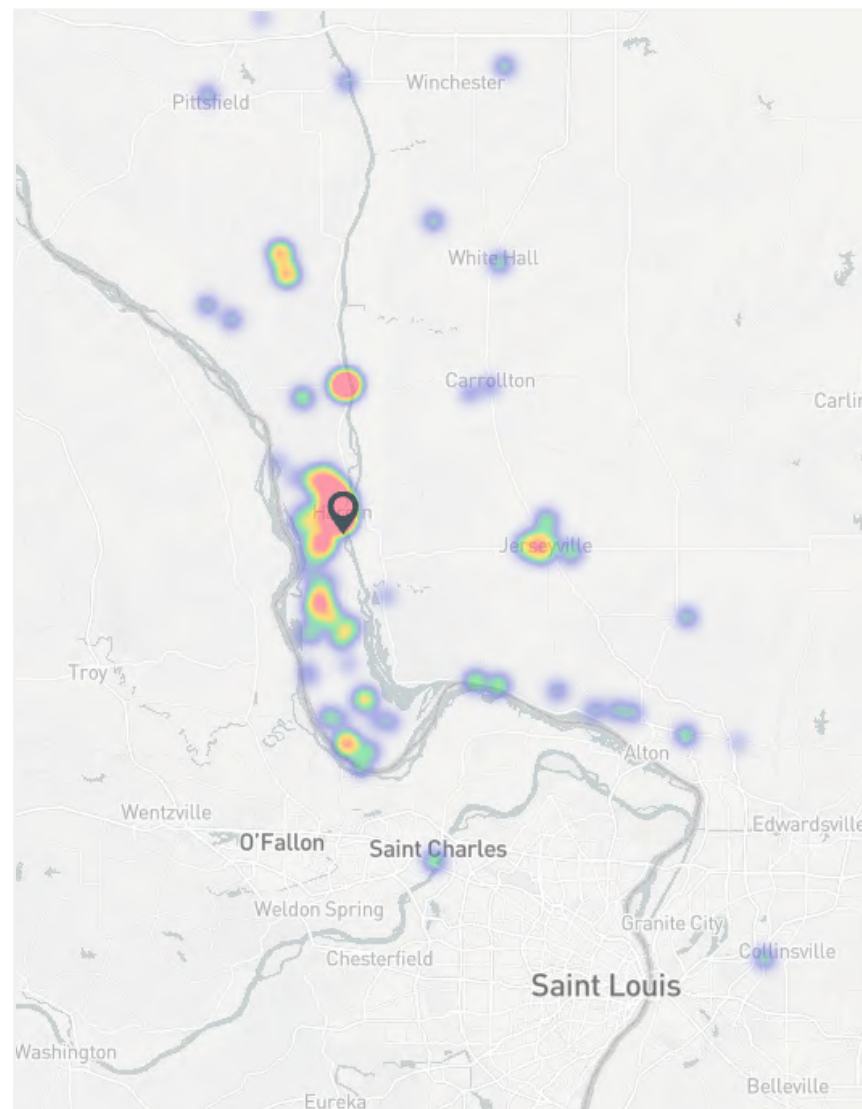 Winchester
Pittsfield
White Hall
Carrollton
Carlin
Hardin
Jerseyville
Troy
Alton
Wentzville
Edwardsville
O'Fallon
Saint Charles
Weldon Spring
Granite City
Chesterfield
Collinsville
Saint Louis
Washington
Belleville
Eureka